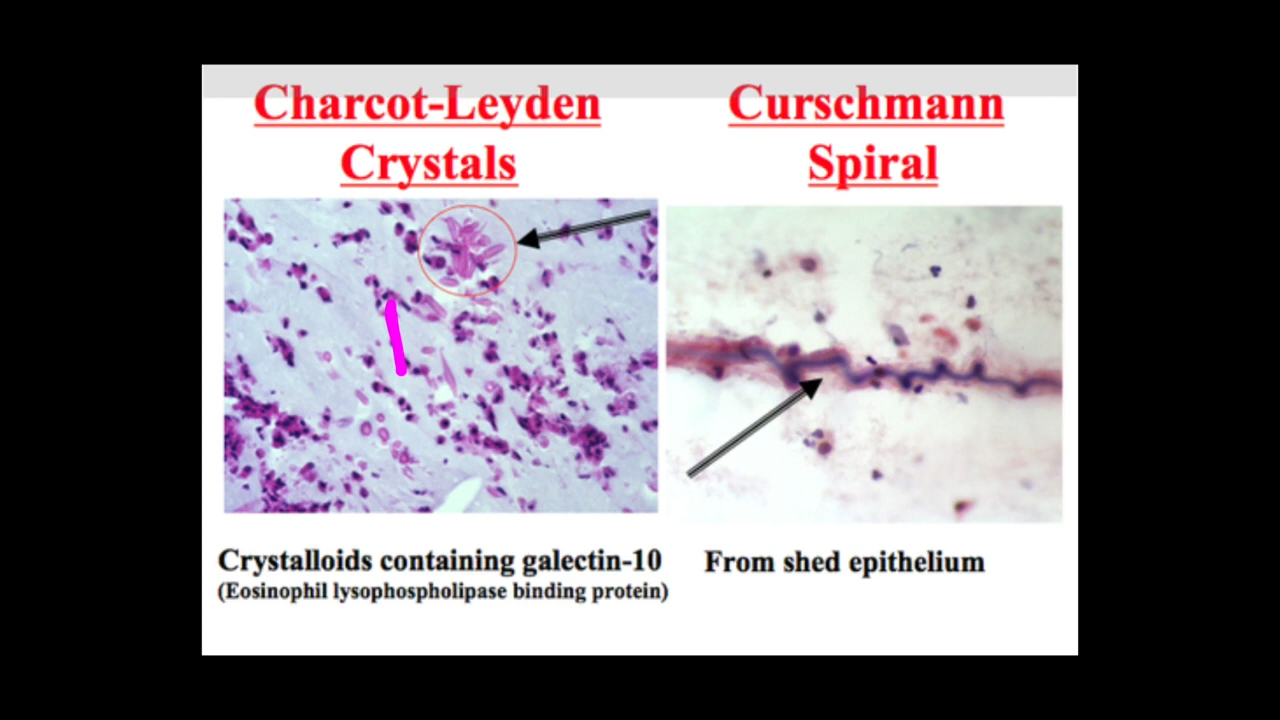 Charcot-Leyden
Crystals
Curschmann
Spiral
Crystalloids containing galectin-10
(Eosinophil lysophospholipase binding protein)
From shed epithelium